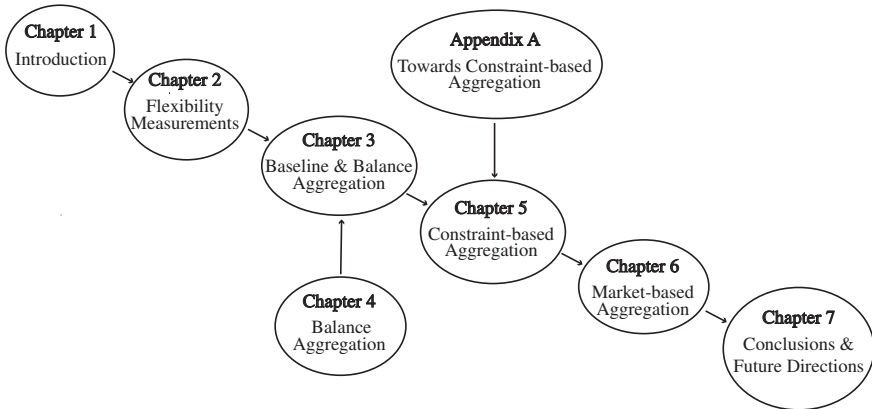 Chapter 1
Introduction
Chapter 2
Flexibility
Measurements
Chapter 3
Baseline & Balance
Aggregation
Chapter 4
Balance
Aggregation
Appendix A
Towards Constraint-based
Aggregation
Chapter 5
Constraint-based
Aggregation
Chapter 6
Market-based
Aggregation
Chapter 7
Conclusions &
Future Directions